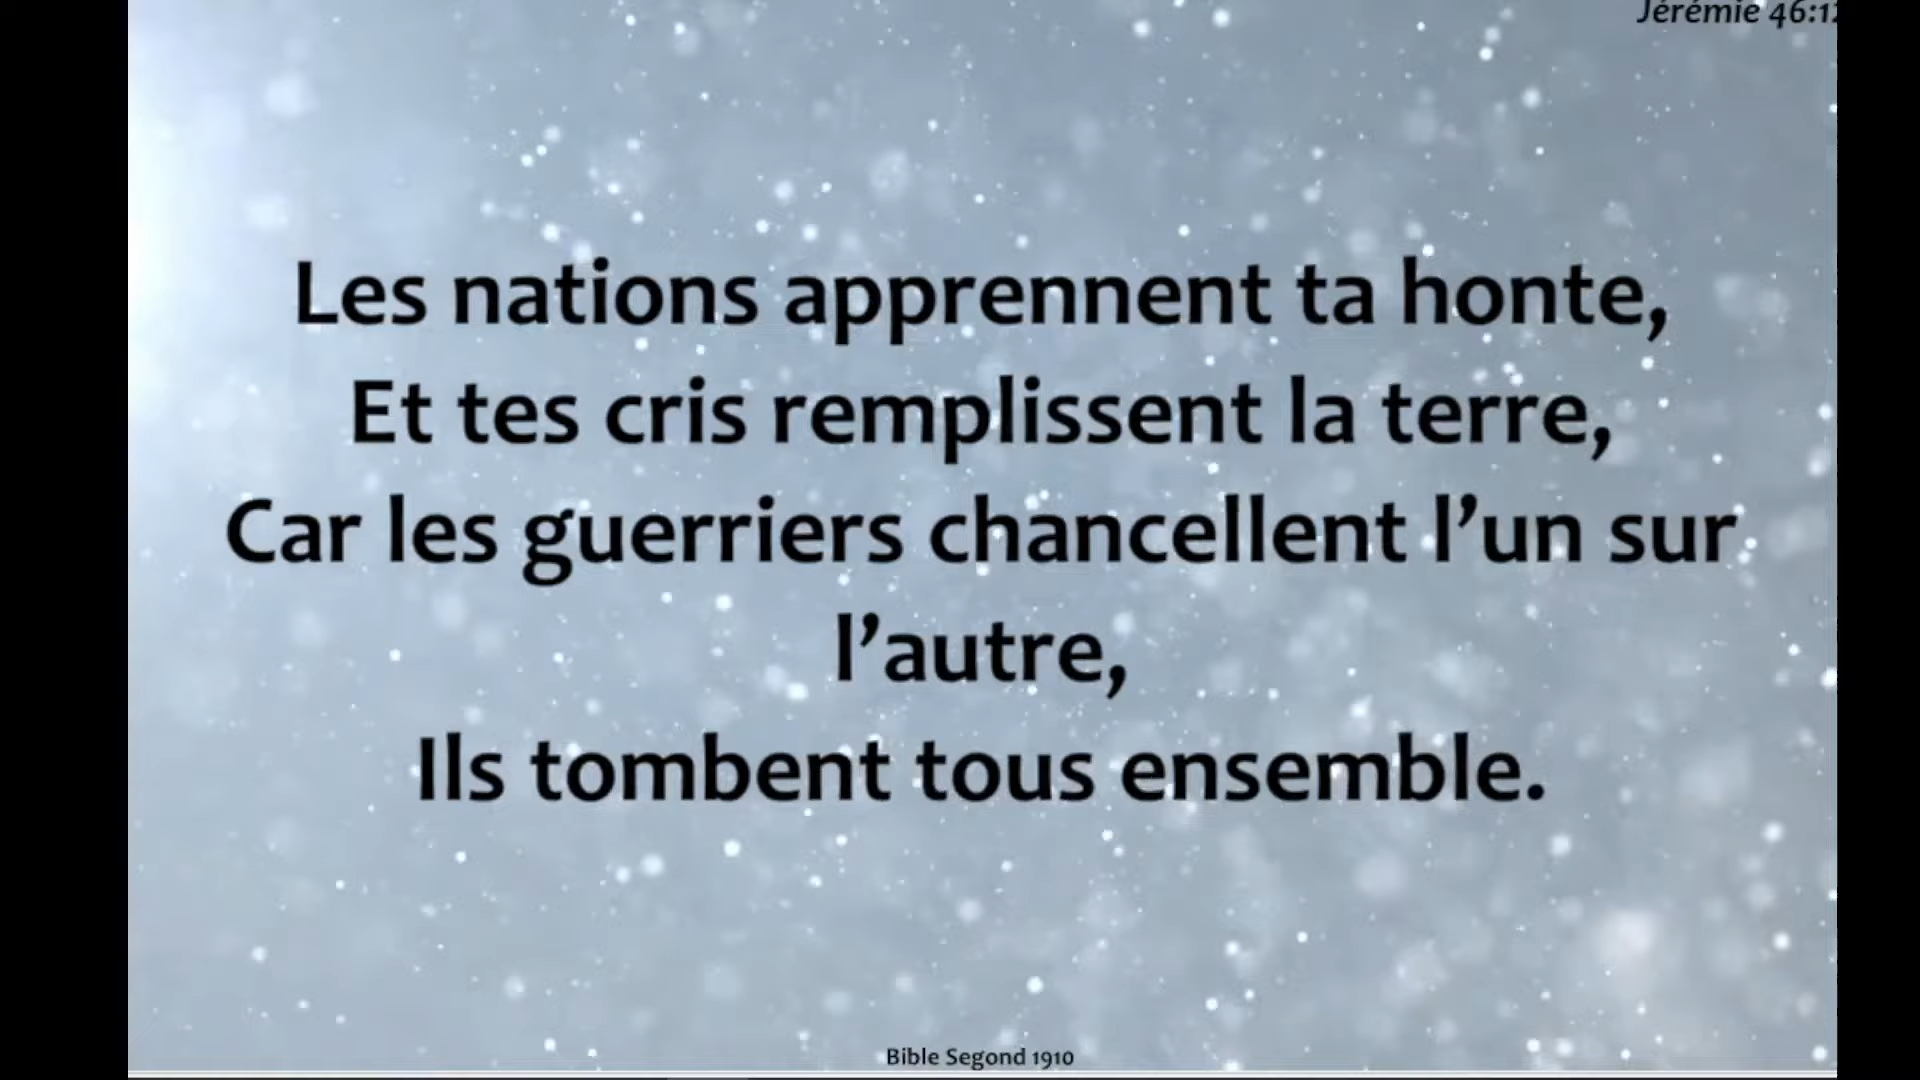 Jérémie 46:12
Les nations apprennent ta honte,
Et tes cris remplissent la terre,
Car les guerriers chancellent l’un sur
l’autre,
Ils tombent tous ensemble.
Bible Segond 1910